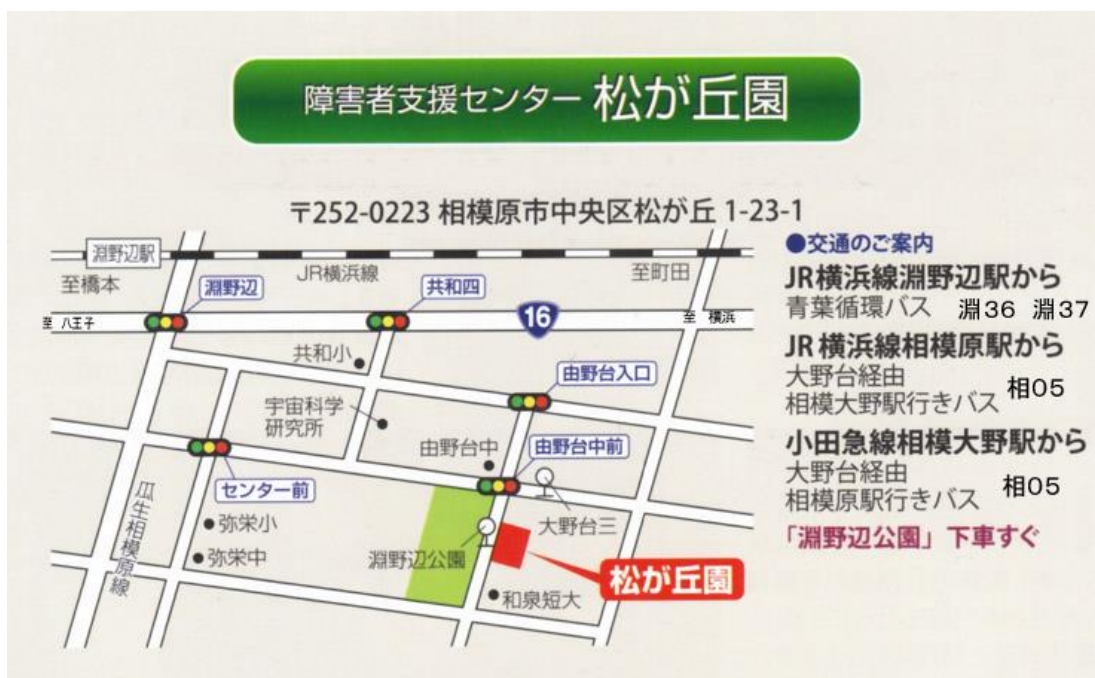 障害者支援センター 松が丘園
〒252-0223 相模原市中央区松が丘 1-23-1
淵野辺駅
至橋本
JR横浜線
至町田
淵野辺
共和四
至 八王子
16
至 横浜
共和小
由野台入口
宇宙科学
研究所
由野台中
由野台中前
センター前
大野台三
弥栄小
弥栄中
淵野辺公園
松が丘園
和泉短大
瓜生相模原線
●交通のご案内
JR横浜線淵野辺駅から
青葉循環バス 淵36 淵37
JR横浜線相模原駅から
大野台経由
相模大野駅行きバス 相05
小田急線相模大野駅から
大野台経由
相模原駅行きバス 相05
「淵野辺公園」下車すぐ